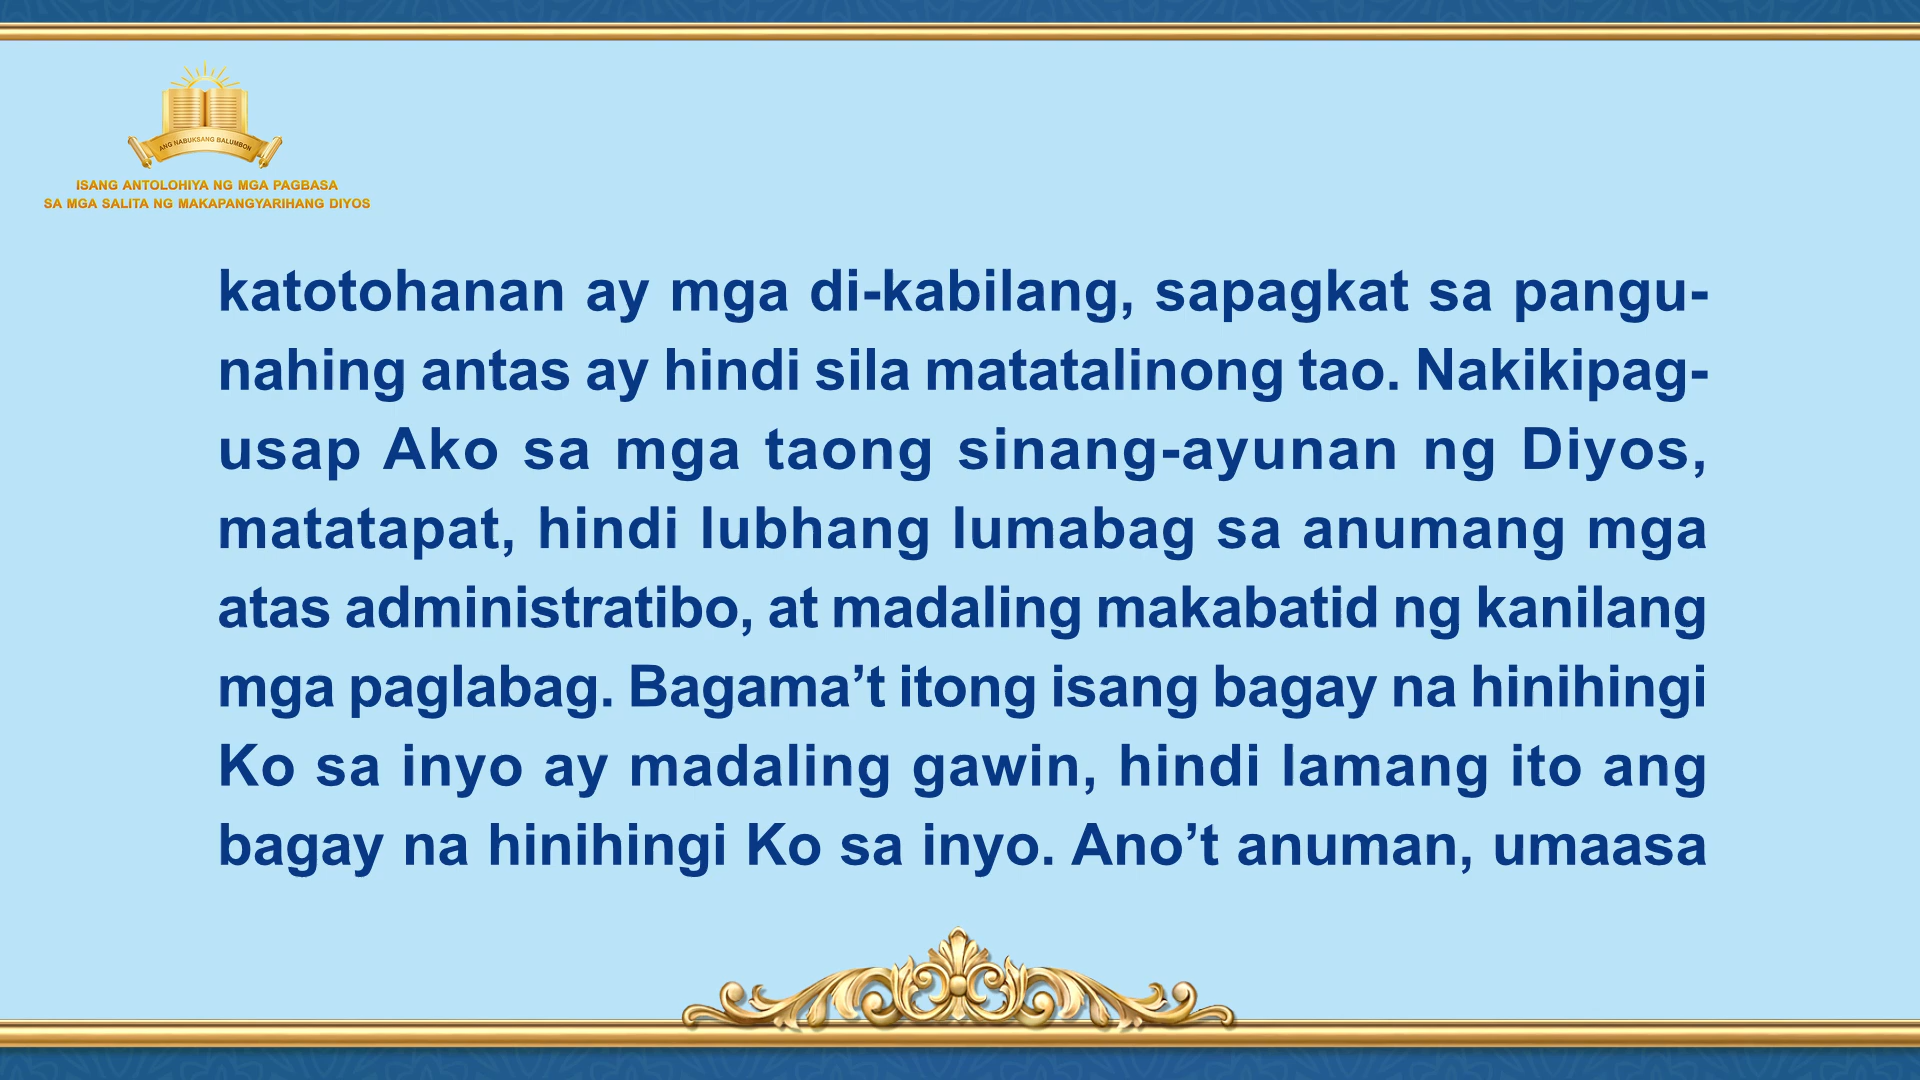 ANG NABUKSANG BALUMBON
ISANG ANTOLOHIYA NG MGA PAGBASA
SA MGA SALITA NG MAKAPANGYARIHANG DIYOS
katotohanan ay mga di-kabilang, sapagkat sa pangu-
nahing antas ay hindi sila matatalinong tao. Nakikipag-
usap Ako sa mga taong sinang-ayunan ng Diyos,
matatapat, hindi lubhang lumabag sa anumang mga
atas administratibo, at madaling makabatid ng kanilang
mga paglabag. Bagama’t itong isang bagay na hinihingi
Ko sa inyo ay madaling gawin, hindi lamang ito ang
bagay na hinihingi Ko sa inyo. Ano’t anuman, umaasa